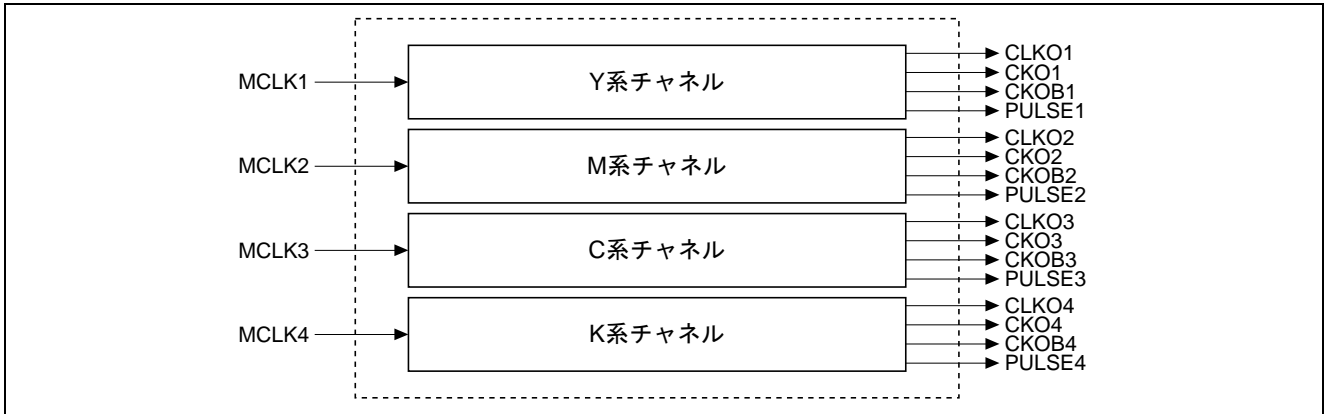 MCLK1
Y系チャネル
CLKO1
CKO1
CKOB1
PULSE1
MCLK2
M系チャネル
CLKO2
CKO2
CKOB2
PULSE2
MCLK3
C系チャネル
CLKO3
CKO3
CKOB3
PULSE3
MCLK4
K系チャネル
CLKO4
CKO4
CKOB4
PULSE4